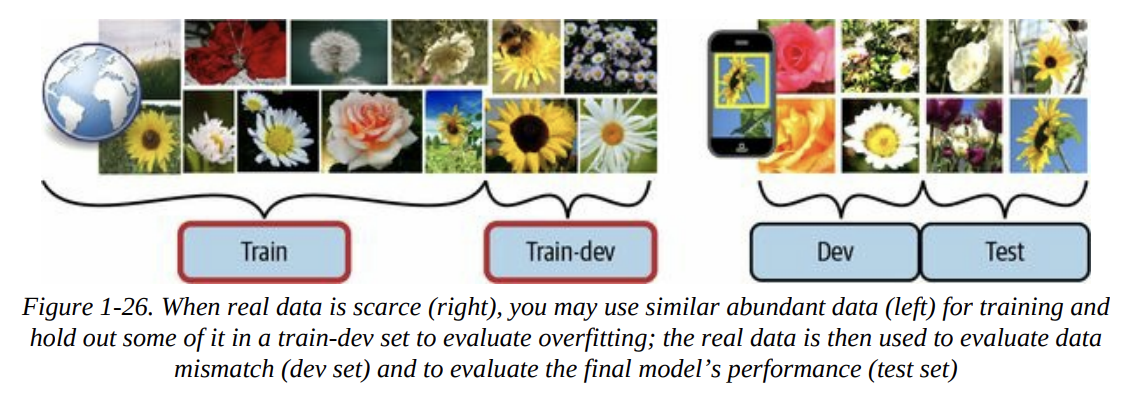 Train
Train-dev
Dev
Test
Figure 1-26. When real data is scarce (right), you may use similar abundant data (left) for training and
hold out some of it in a train-dev set to evaluate overfitting; the real data is then used to evaluate data
mismatch (dev set) and to evaluate the final model’s performance (test set)